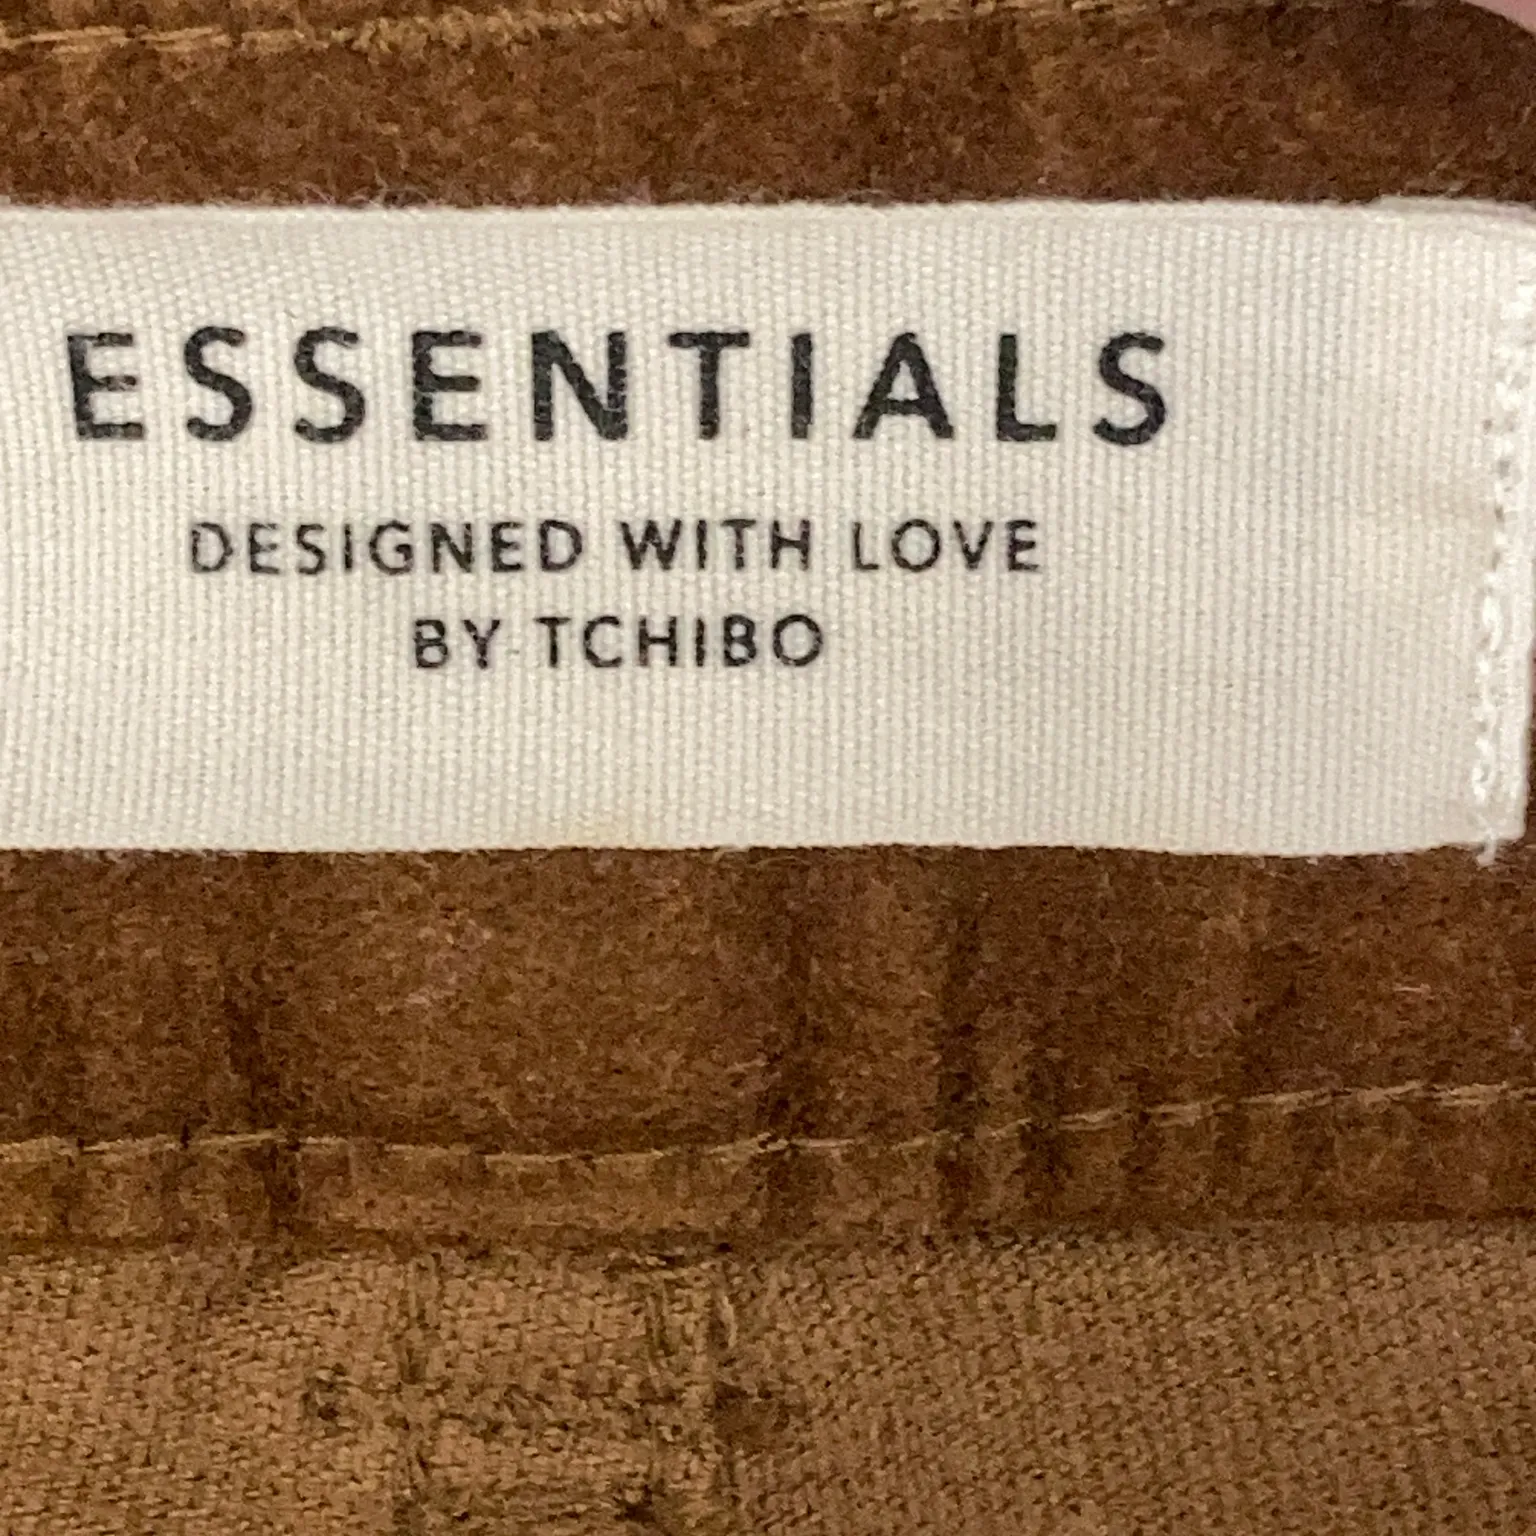 ESSENTIALS
DESIGNED WITH LOVE
BY TCHIBO